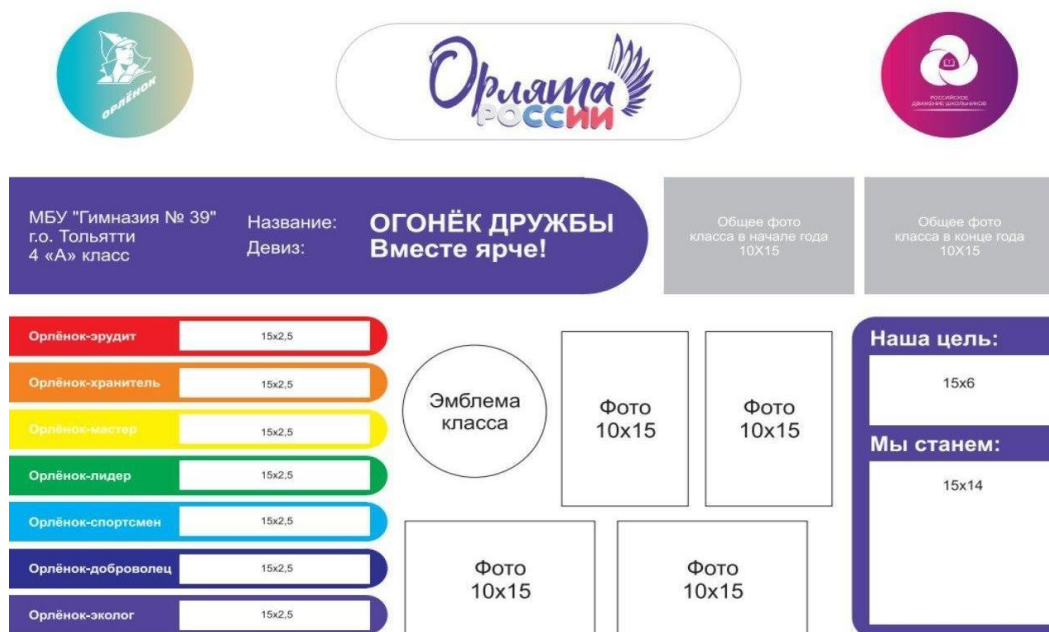 ОРЛЁНОК
Орлята
РОССИИ
РОССИЙСКОЕ
ДВИЖЕНИЕ ШКОЛЬНИКОВ
МБУ "Гимназия № 39"
г.о. Тольятти
4 «А» класс
Название:
Девиз:
ОГОНЁК ДРУЖБЫ
Вместе ярче!
Общее фото
класса в начале года
10Х15
Общее фото
класса в конце года
10Х15
Орлёнок-эрудит
15х2,5
Орлёнок-хранитель
15х2,5
Орлёнок-мастер
15х2,5
Орлёнок-лидер
15х2,5
Орлёнок-спортсмен
15х2,5
Орлёнок-доброволец
15х2,5
Орлёнок-эколог
15х2,5
Эмблема
класса
Фото
10х15
Фото
10х15
Фото
10х15
Фото
10х15
Наша цель:
15х6
Мы станем:
15х14